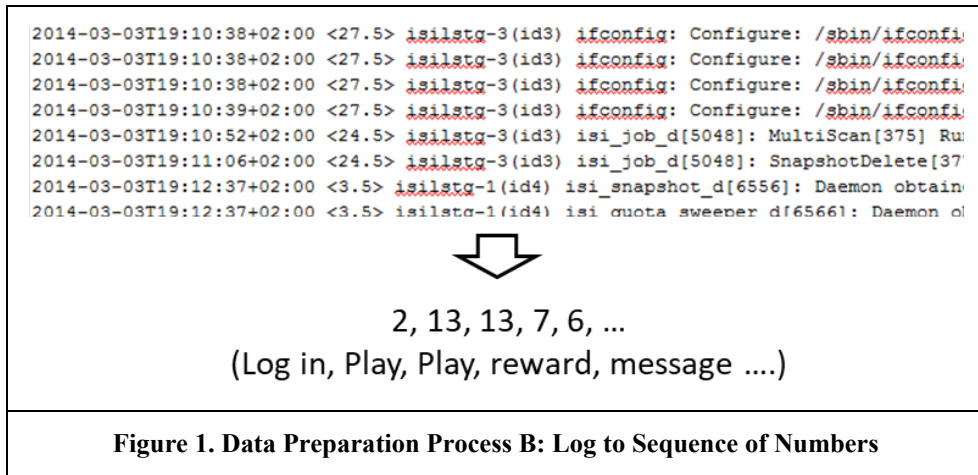 2014-03-03T19:10:38+02:00 <27.5> isilstg-3(id3) ifconfig: Configure: /sbin/ifconfi
2014-03-03T19:10:38+02:00 <27.5> isilstg-3(id3) ifconfig: Configure: /sbin/ifconfi
2014-03-03T19:10:38+02:00 <27.5> isilstg-3(id3) ifconfig: Configure: /sbin/ifconfi
2014-03-03T19:10:39+02:00 <27.5> isilstg-3(id3) ifconfig: Configure: /sbin/ifconfi
2014-03-03T19:10:52+02:00 <24.5> isilstg-3(id3) isi_job_d[5048]: MultiScan[375] Ru
2014-03-03T19:11:06+02:00 <24.5> isilstg-3(id3) isi_job_d[5048]: SnapshotDelete[37
2014-03-03T19:12:37+02:00 <3.5> isilstg-1(id4) isi_snapshot_d[6556]: Daemon obtain
2014-03-03T19:12:37+02:00 <3.5> isilstg-1(id4) isi_quota_sweeper_d[6566]: Daemon o
2, 13, 13, 7, 6, ...
(Log in, Play, Play, reward, message ....)
Figure 1. Data Preparation Process B: Log to Sequence of Numbers